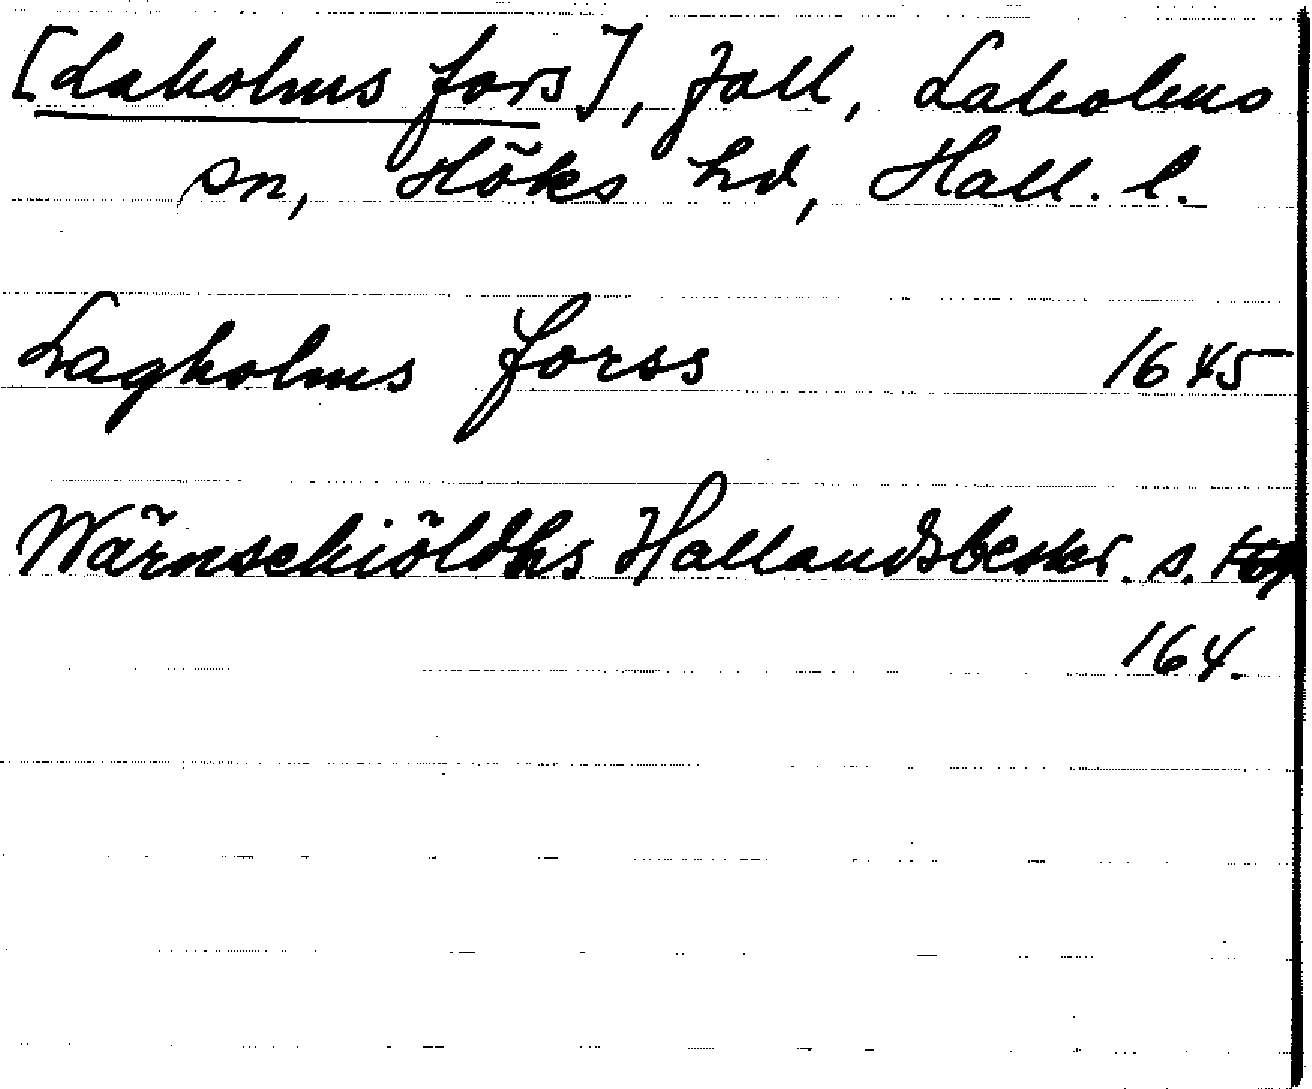 [Laholms fors], fall, Laholms
sn, Höks hd, Hall. l.
Lagholms forss 1645
Wärnschiöldhs Hallandsbeskr. s.
164.